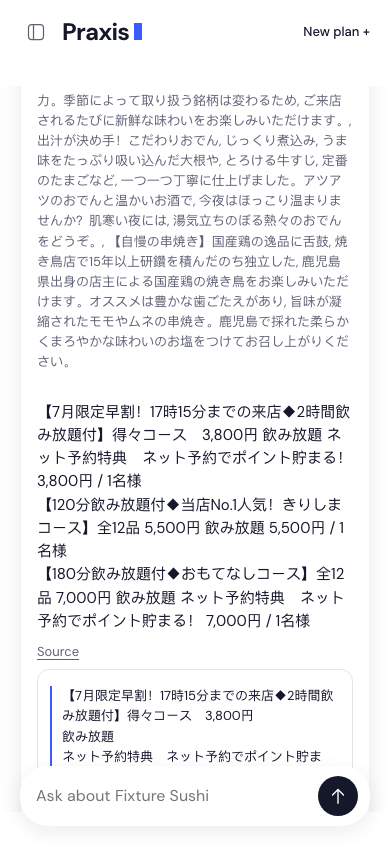 Praxis
New plan +
力。季節によって取り扱う銘柄は変わるため, ご来店
されるたびに新鮮な味わいをお楽しみいただけます。,
出汁が決め手！こだわりおでん, じっくり煮込み, うま
味をたっぷり吸い込んだ大根や, とろける牛すじ, 定番
のたまごなど, 一つ一つ丁寧に仕上げました。アツア
ツのおでんと温かいお酒で, 今夜はほっこり温まりま
せんか？肌寒い夜には, 湯気立ちのぼる熱々のおでん
をどうぞ。, 【自慢の串焼き】国産鶏の逸品に舌鼓, 焼
き鳥店で15年以上研鑽を積んだのち独立した, 鹿児島
県出身の店主による国産鶏の焼き鳥をお楽しみいただ
けます。オススメは豊かな歯ごたえがあり, 旨味が凝
縮されたモモやムネの串焼き。鹿児島で採れた柔らか
くまろやかな味わいのお塩をつけてお召し上がりくだ
さい。
【7月限定早割！17時15分までの来店◆2時間飲
み放題付】得々コース　3,800円 飲み放題 ネ
ット予約特典　ネット予約でポイント貯まる！
3,800円 / 1名様
【120分飲み放題付◆当店No.1人気！きりしま
コース】全12品 5,500円 飲み放題 5,500円 / 1
名様
【180分飲み放題付◆おもてなしコース】全12
品 7,000円 飲み放題 ネット予約特典　ネット
予約でポイント貯まる！ 7,000円 / 1名様
Source
【7月限定早割！17時15分までの来店◆2時間飲
み放題付】得々コース　3,800円
飲み放題
ネット予約特典　ネット予約でポイント貯ま
Ask about Fixture Sushi